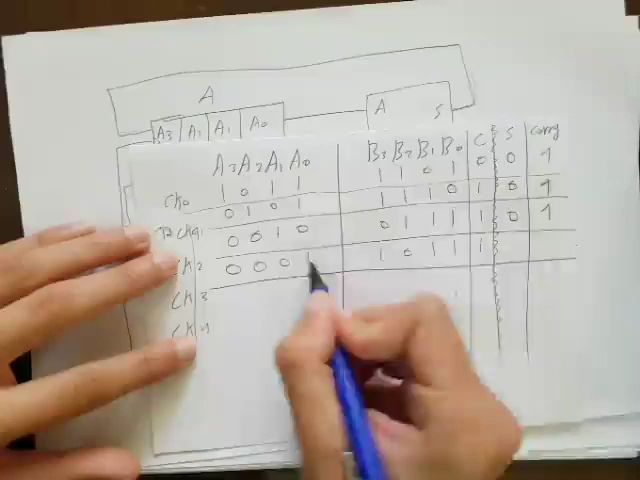 A
A3 A1 A1 A0 A S
A3 A2 A1 A0 B3 B2 B1 B0 C S carry
CK0 1 0 1 1 1 1 0 1 0 0 1
CK1 0 1 0 1 1 1 1 0 1 0 1
CK2 0 0 1 0 0 1 1 1 1 0 1
CK3 0 0 0 1 1 0 1 1 1
CK4